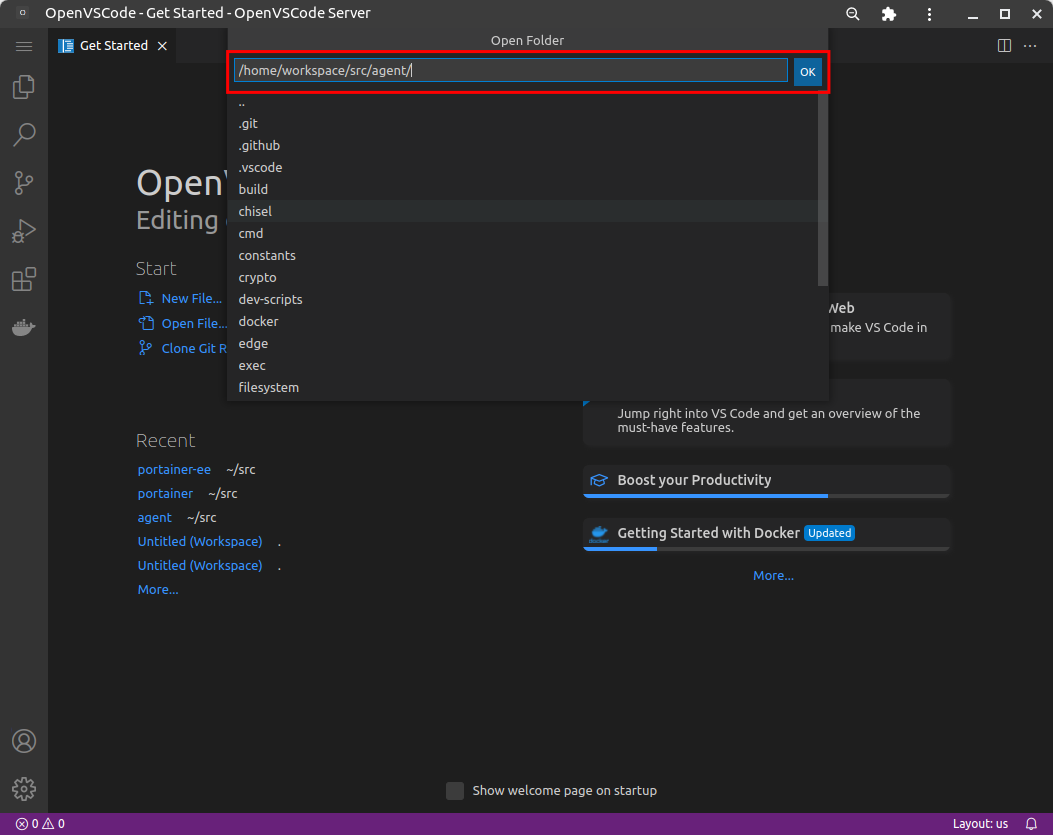 OpenVSCode - Get Started - OpenVSCode Server
Get Started
Open Folder
/home/workspace/src/agent/
OK
..
.git
.github
.vscode
build
chisel
cmd
constants
crypto
dev-scripts
docker
edge
exec
filesystem
OpenV
Editing
Start
New File...
Open File...
Clone Git R
Recent
portainer-ee ~/src
portainer ~/src
agent ~/src
Untitled (Workspace) .
Untitled (Workspace) .
More...
Web
make VS Code in
Jump right into VS Code and get an overview of the
must-have features.
Boost your Productivity
Getting Started with Docker Updated
More...
Show welcome page on startup
0 0
Layout: us